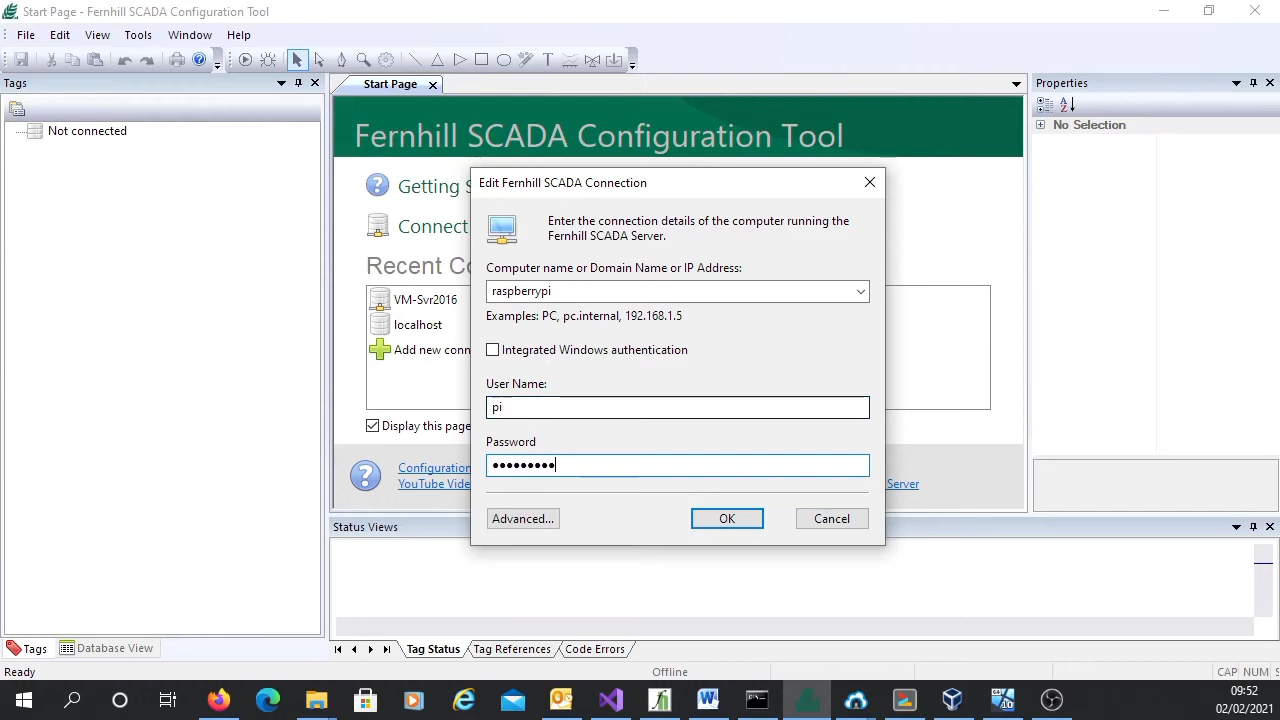 Start Page - Fernhill SCADA Configuration Tool
File Edit View Tools Window Help
Tags
Start Page
Properties
Not connected
No Selection
Fernhill SCADA Configuration Tool
Getting S
Connect
Recent Co
VM-Svr2016
localhost
Add new conn
Display this page
Configuration
YouTube Vide
Server
Edit Fernhill SCADA Connection
Enter the connection details of the computer running the
Fernhill SCADA Server.
Computer name or Domain Name or IP Address:
raspberrypi
Examples: PC, pc.internal, 192.168.1.5
Integrated Windows authentication
User Name:
pi
Password
•••••••••
Advanced...
OK
Cancel
Status Views
Tags
Database View
Tag Status
Tag References
Code Errors
Ready
Offline
CAP NUM S
09:52
02/02/2021